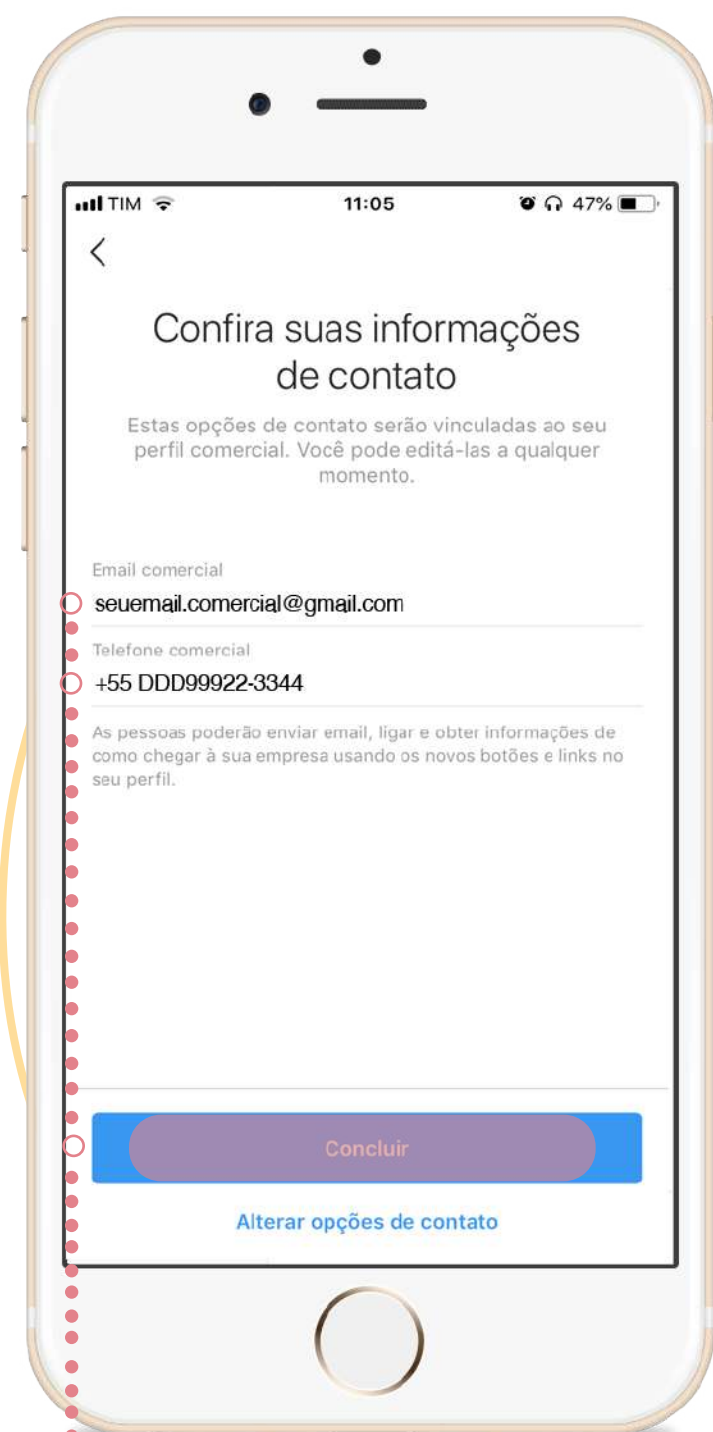 TIM 11:05 47%
Confira suas informações
de contato
Estas opções de contato serão vinculadas ao seu
perfil comercial. Você pode editá-las a qualquer
momento.
Email comercial
seuemail.comercial@gmail.com
Telefone comercial
+55 DDD99922-3344
As pessoas poderão enviar email, ligar e obter informações de
como chegar à sua empresa usando os novos botões e links no
seu perfil.
Concluir
Alterar opções de contato